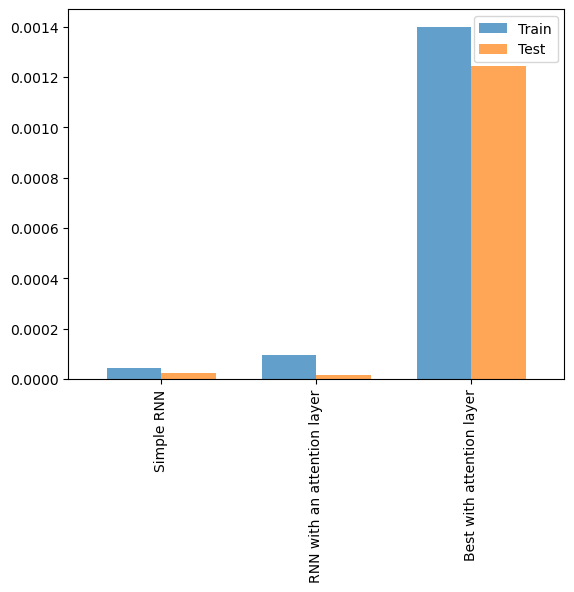 0.0014
0.0012
0.0010
0.0008
0.0006
0.0004
0.0002
0.0000
Train
Test
Simple RNN
RNN with an attention layer
Best with attention layer